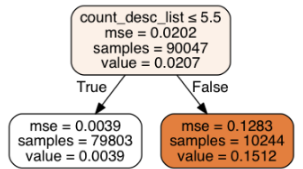 count_desc_list ≤ 5.5
mse = 0.0202
samples = 90047
value = 0.0207
True
False
mse = 0.0039
samples = 79803
value = 0.0039
mse = 0.1283
samples = 10244
value = 0.1512